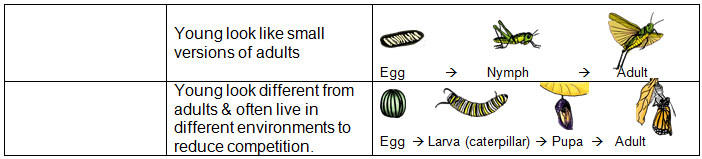 Young look like small
versions of adults
Egg → Nymph → Adult
Young look different from
adults & often live in
different environments to
reduce competition.
Egg → Larva (caterpillar) → Pupa → Adult